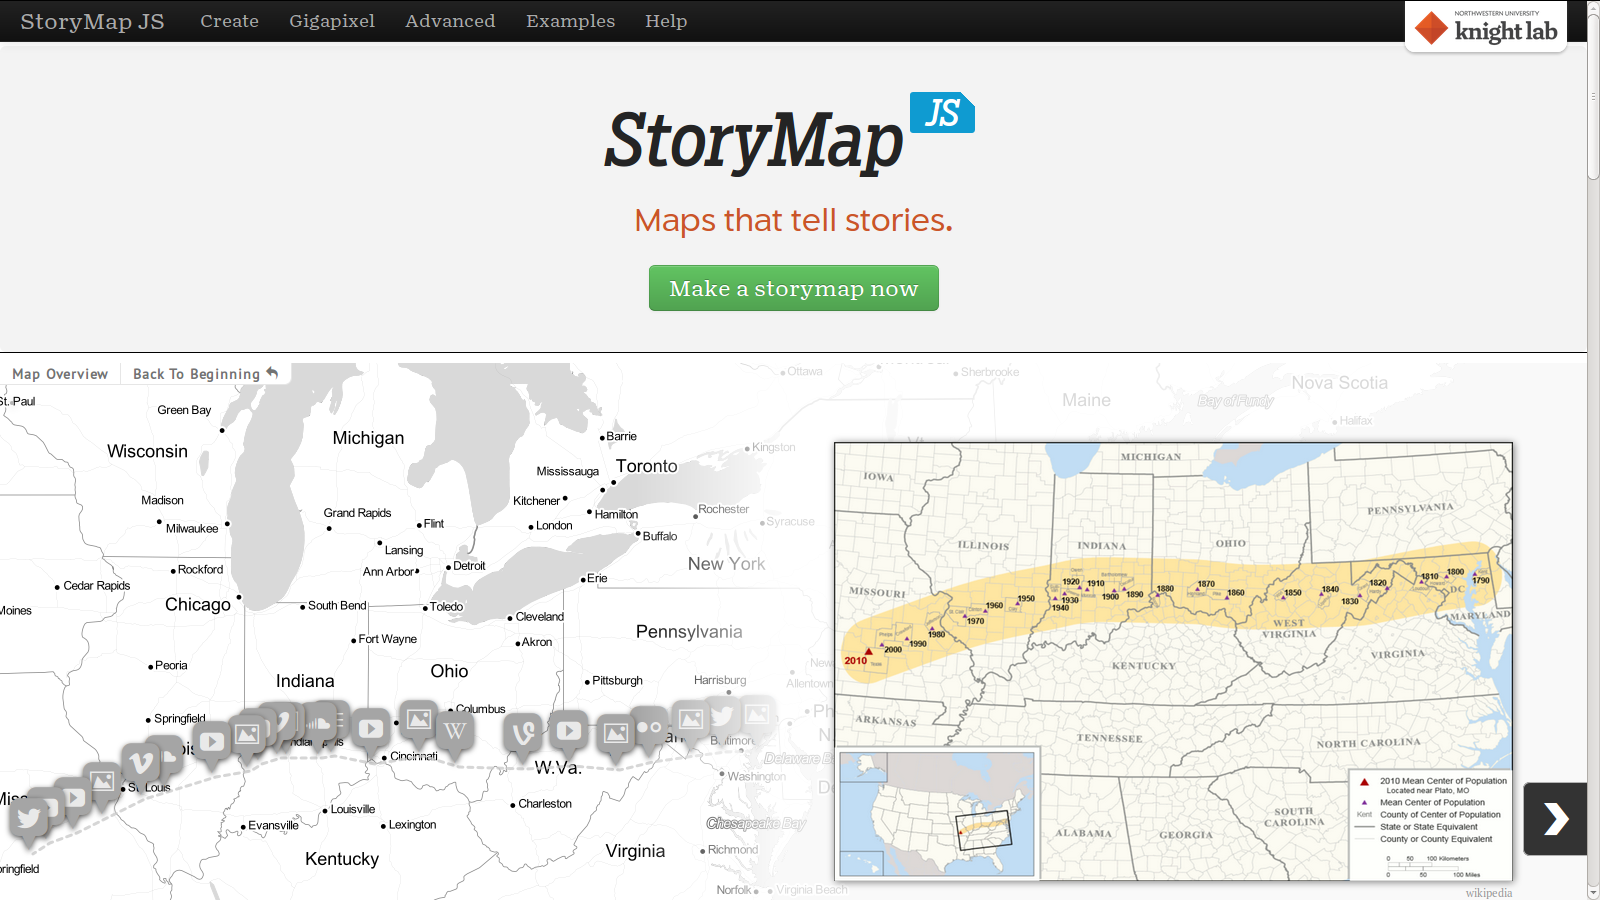 StoryMap JS Create Gigapixel Advanced Examples Help
NORTHWESTERN UNIVERSITY
knight lab
StoryMap JS
Maps that tell stories.
Make a storymap now
Map Overview Back To Beginning
Ottawa
Sherbrooke
Nova Scotia
Maine
Bay of Fundy
Halifax
St. Paul
Green Bay
Wisconsin
Michigan
Barrie
Kingston
Mississauga
Toronto
Madison
Milwaukee
Grand Rapids
Flint
Kitchener
London
Hamilton
Rochester
Syracuse
Buffalo
Lansing
Ann Arbor
Detroit
New York
Rockford
Cedar Rapids
Erie
Moines
Chicago
South Bend
Toledo
Cleveland
Fort Wayne
Akron
Pennsylvania
Peoria
Indiana
Ohio
Pittsburgh
Harrisburg
New
Allentown
Springfield
Columbus
Ph
Cincinnati
Baltimore
Delaware B
W.Va.
Washington
De
St. Louis
Miss
Louisville
Charleston
Evansville
Lexington
Chesapeake Bay
Kentucky
Virginia
Richmond
pringfield
Norfolk
Virginia Beach
MICHIGAN
IOWA
PENNSYLVANIA
ILLINOIS
INDIANA
OHIO
MISSOURI
1920 1910
1930
1940
1900 1890
1880
1870
1860
1850
1840
1830
1820
1810
1800
1790
DC
MARYLAND
1950
1960
1970
1980
1990
2000
2010
WEST
VIRGINIA
KENTUCKY
VIRGINIA
ARKANSAS
TENNESSEE
NORTH CAROLINA
SOUTH
CAROLINA
ALABAMA
GEORGIA
2010 Mean Center of Population
Located near Plato, MO
Mean Center of Population
Kent County of Center of Population
State or State Equivalent
County or County Equivalent
0 50 100 Kilometers
0 50 100 Miles
wikipedia